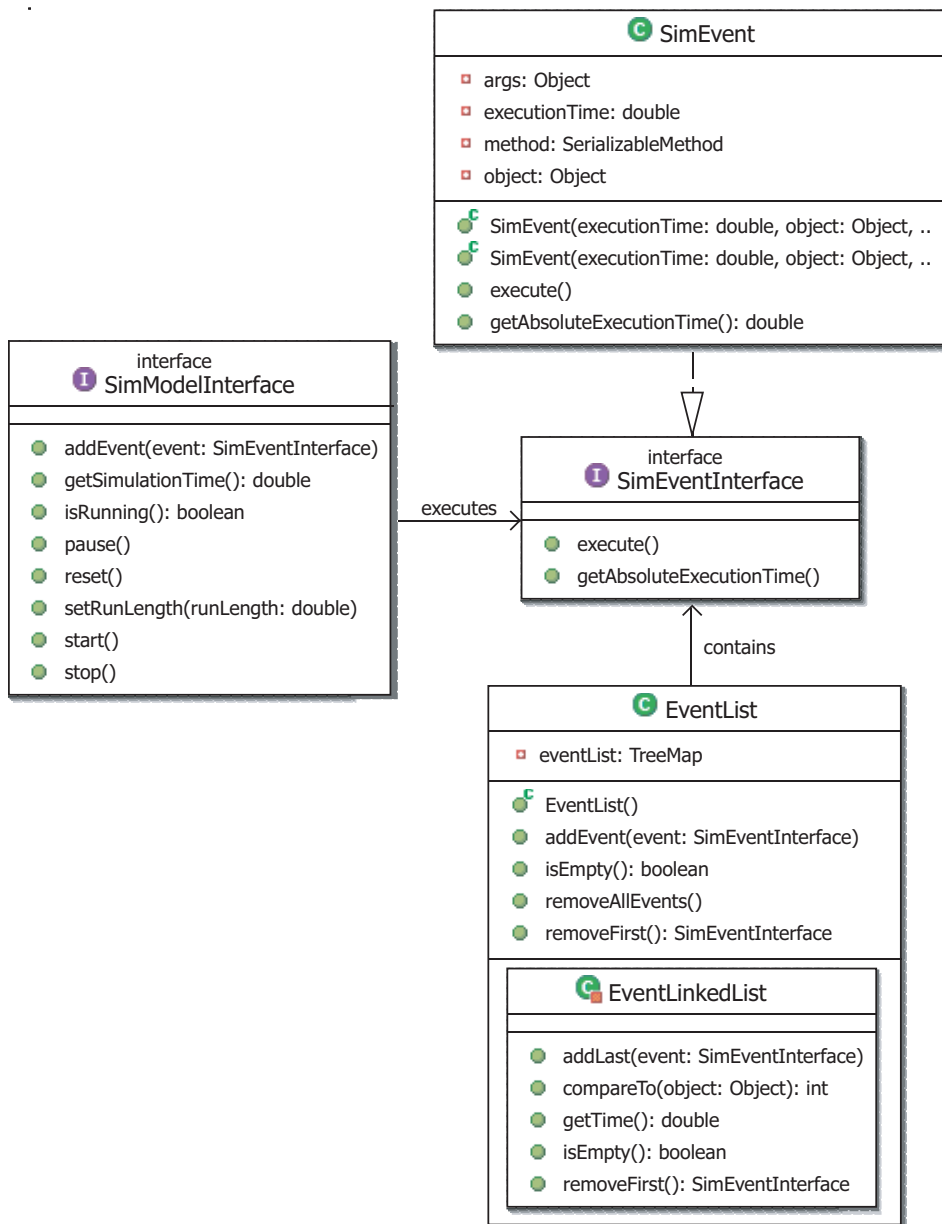 SimEvent
args: Object
executionTime: double
method: SerializableMethod
object: Object
SimEvent(executionTime: double, object: Object, ..
SimEvent(executionTime: double, object: Object, ..
execute()
getAbsoluteExecutionTime(): double
interface
SimModelInterface
addEvent(event: SimEventInterface)
getSimulationTime(): double
isRunning(): boolean
pause()
reset()
setRunLength(runLength: double)
start()
stop()
executes
interface
SimEventInterface
execute()
getAbsoluteExecutionTime()
contains
EventList
eventList: TreeMap
EventList()
addEvent(event: SimEventInterface)
isEmpty(): boolean
removeAllEvents()
removeFirst(): SimEventInterface
EventLinkedList
addLast(event: SimEventInterface)
compareTo(object: Object): int
getTime(): double
isEmpty(): boolean
removeFirst(): SimEventInterface